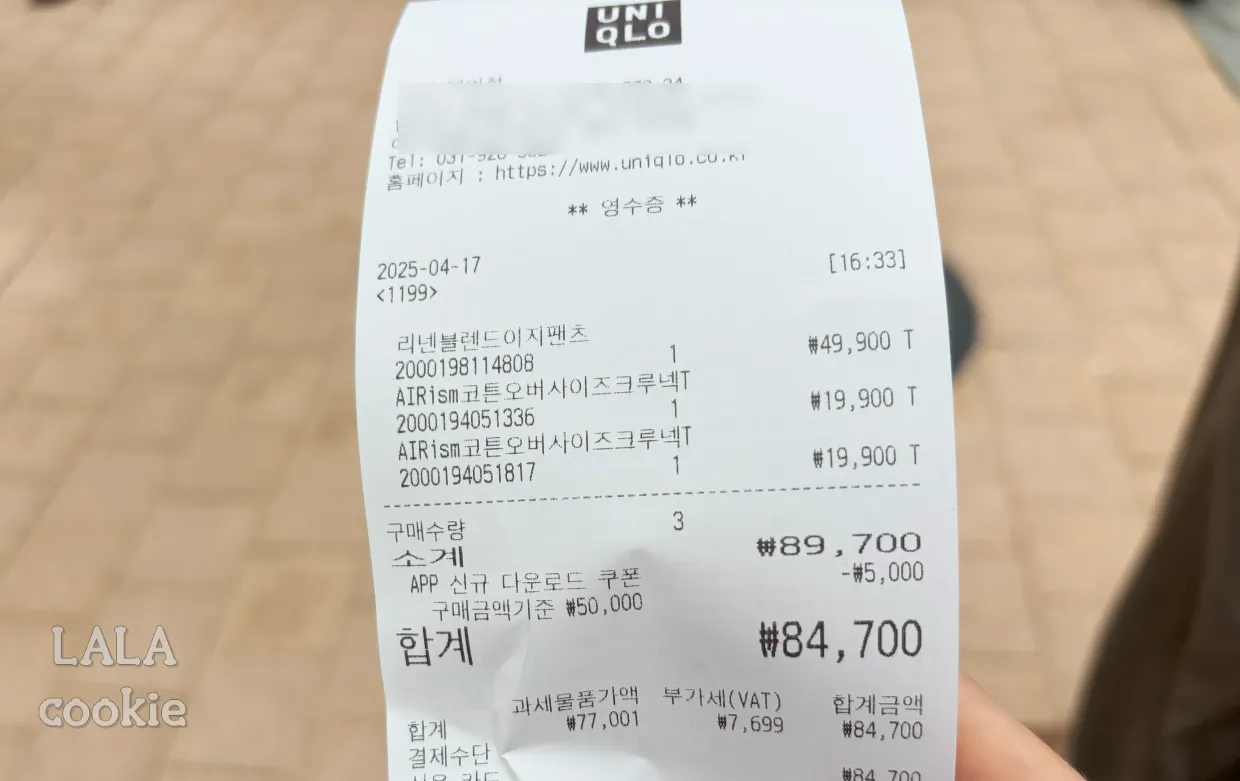 UNI
QLO
홈페이지 : https://www.uniqlo.co.kr
** 영수증 **
2025-04-17 [16:33]
<1199>
리넨블렌드이지팬츠
2000198114808 1 ₩49,900 T
AIRism코튼오버사이즈크루넥T
2000194051336 1 ₩19,900 T
AIRism코튼오버사이즈크루넥T
2000194051817 1 ₩19,900 T
구매수량 3
소계 ₩89,700
APP 신규 다운로드 쿠폰 -₩5,000
구매금액기준 ₩50,000
합계 ₩84,700
과세물품가액 부가세(VAT) 합계금액
합계 ₩77,001 ₩7,699 ₩84,700
결제수단
₩84,700
LALA
cookie